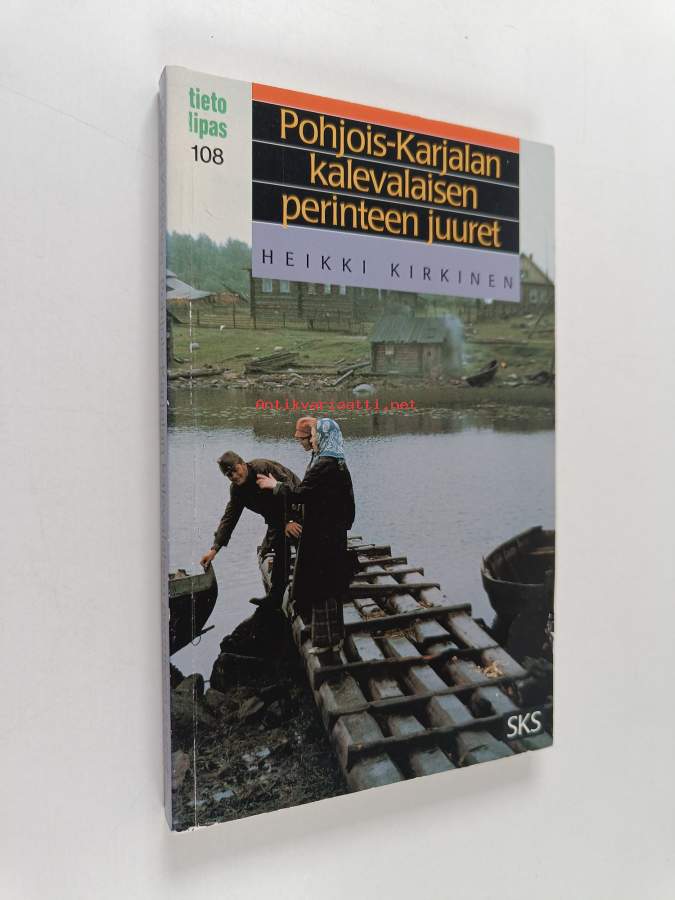 tieto
lipas
108
Pohjois-Karjalan
kalevalaisen
perinteen juuret
HEIKKI KIRKINEN
Antikvariaatti.net
SKS